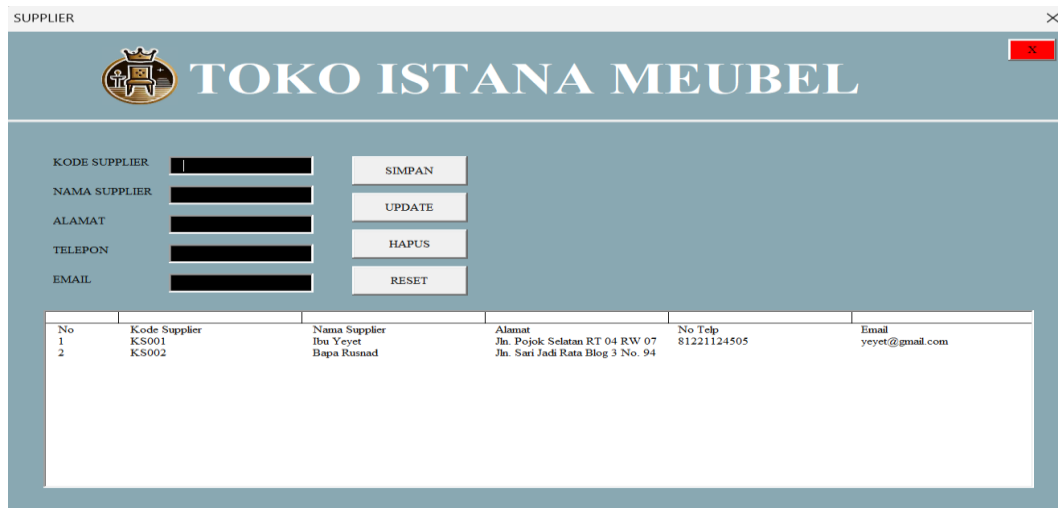 SUPPLIER
X
TOKO ISTANA MEUBEL
KODE SUPPLIER
SIMPAN
NAMA SUPPLIER
UPDATE
ALAMAT
HAPUS
TELEPON
EMAIL
RESET
No Kode Supplier Nama Supplier Alamat No Telp Email
1 KS001 Ibu Yeyet Jln. Pojok Selatan RT 04 RW 07 81221124505 yeyet@gmail.com
2 KS002 Bapa Rusnad Jln. Sari Jadi Rata Blog 3 No. 94